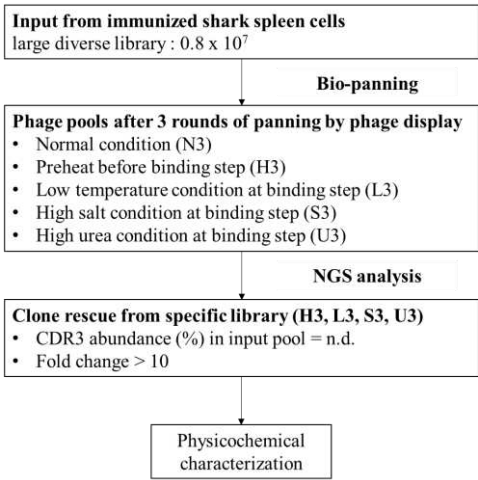 Input from immunized shark spleen cells
large diverse library : 0.8 x 10⁷
Bio-panning
Phage pools after 3 rounds of panning by phage display
• Normal condition (N3)
• Preheat before binding step (H3)
• Low temperature condition at binding step (L3)
• High salt condition at binding step (S3)
• High urea condition at binding step (U3)
NGS analysis
Clone rescue from specific library (H3, L3, S3, U3)
• CDR3 abundance (%) in input pool = n.d.
• Fold change > 10
Physicochemical
characterization